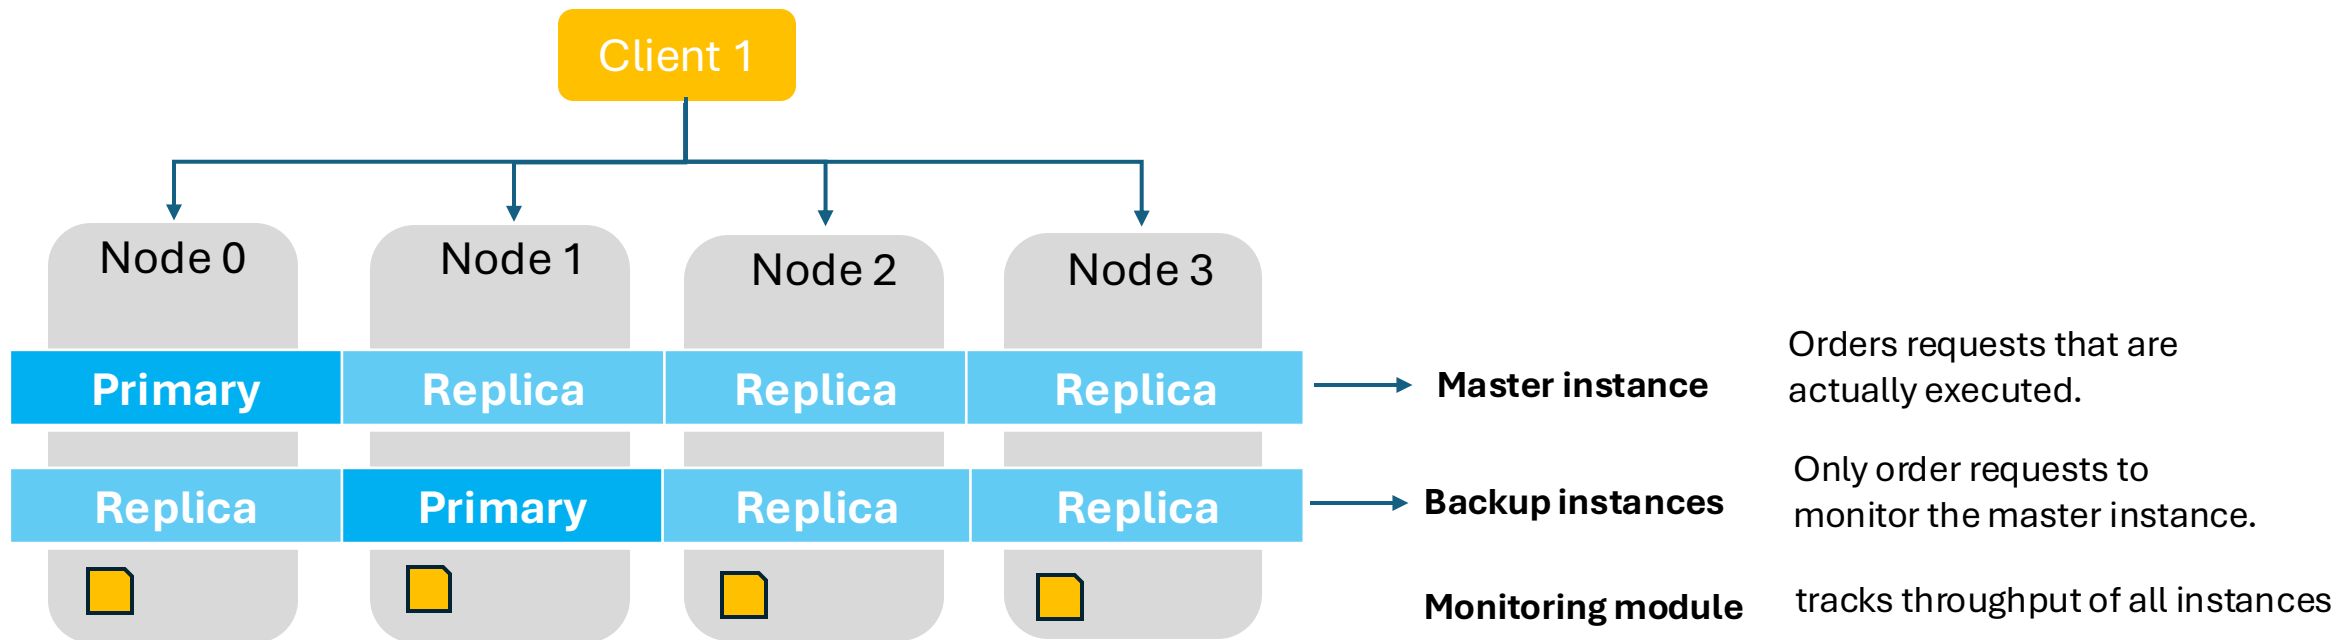 Client 1
Node 0
Node 1
Node 2
Node 3
Primary
Replica
Replica
Replica
Master instance
Orders requests that are
actually executed.
Replica
Primary
Replica
Replica
Backup instances
Only order requests to
monitor the master instance.
Monitoring module
tracks throughput of all instances